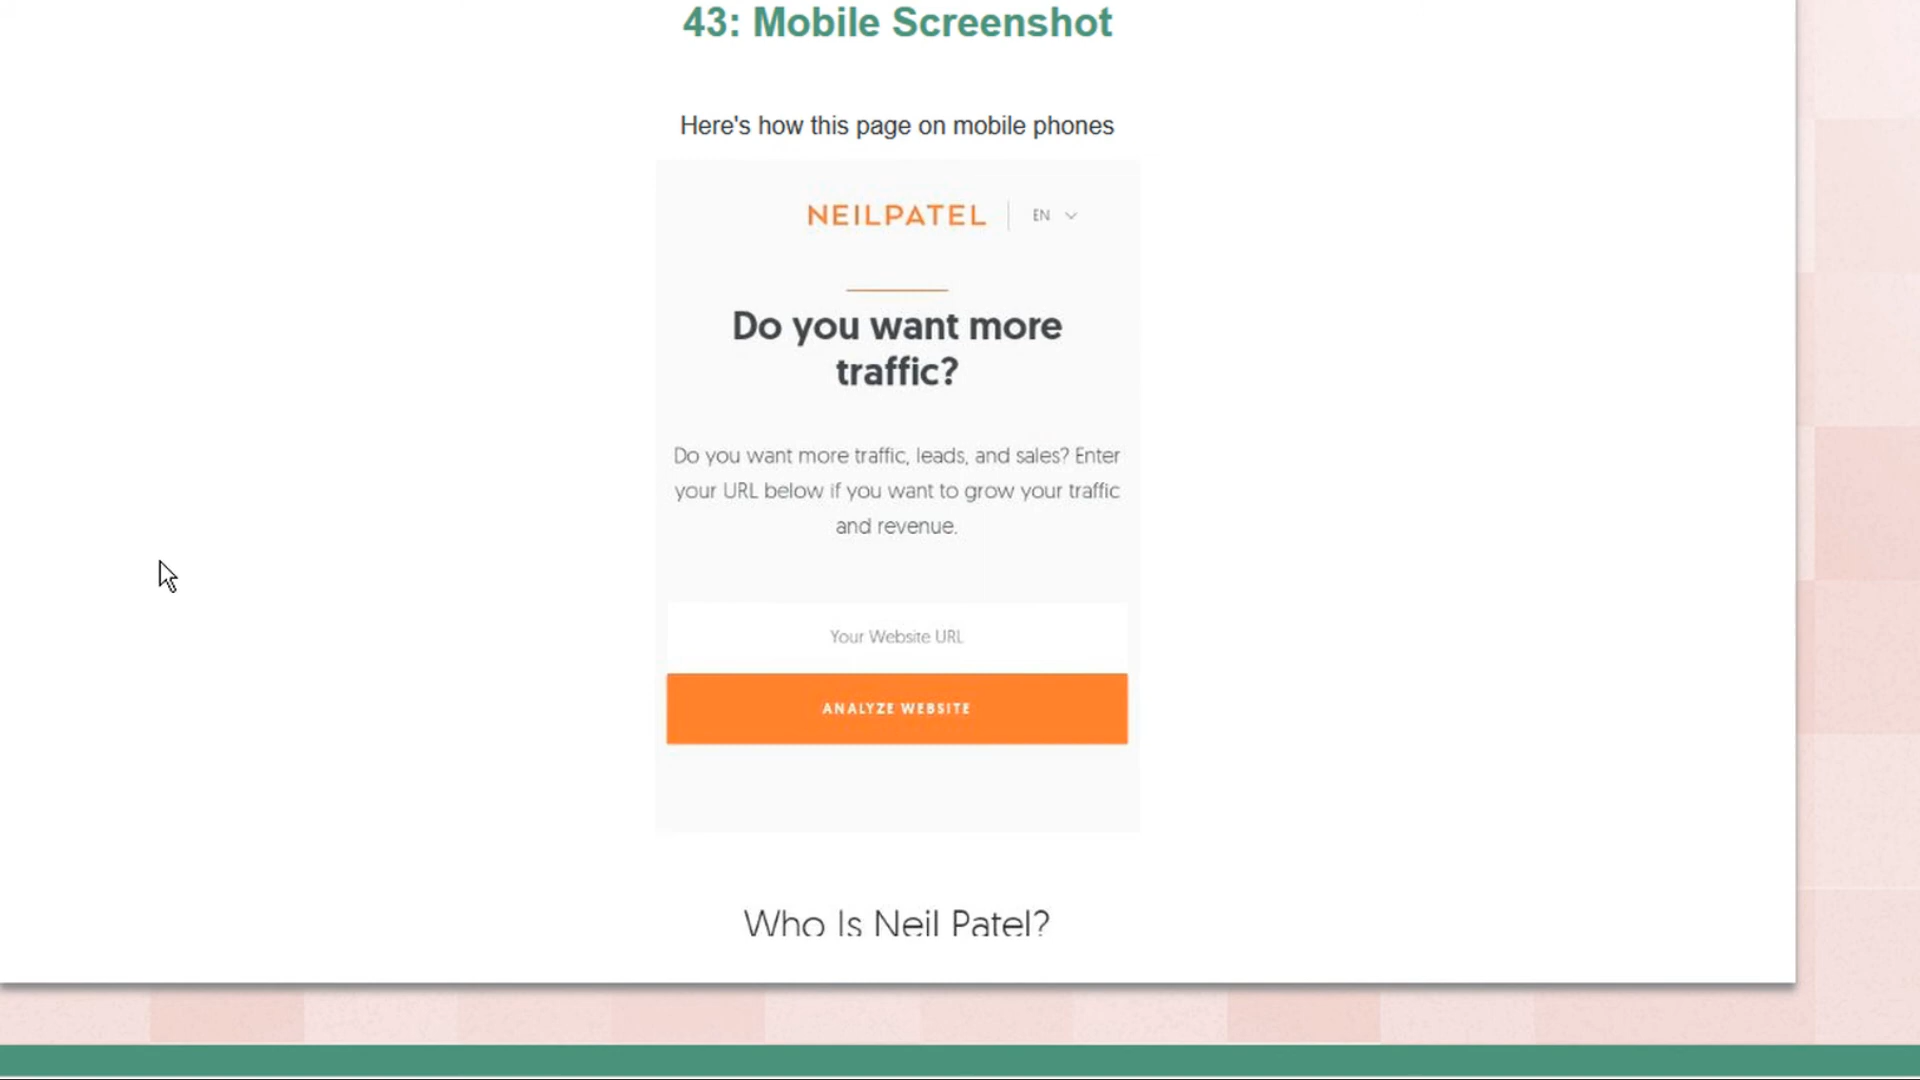 43: Mobile Screenshot
Here's how this page on mobile phones
NEILPATEL
EN
Do you want more
traffic?
Do you want more traffic, leads, and sales? Enter
your URL below if you want to grow your traffic
and revenue.
Your Website URL
ANALYZE WEBSITE
Who Is Neil Patel?